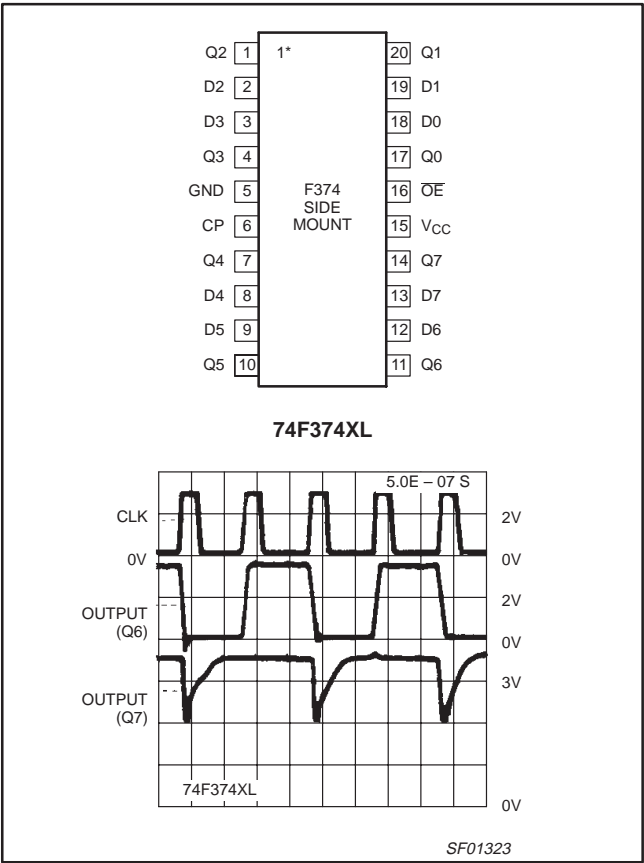 Q2 1 1* 20 Q1
D2 2 19 D1
D3 3 18 D0
Q3 4 17 Q0
GND 5 F374 16 OE
SIDE
CP 6 MOUNT 15 VCC
Q4 7 14 Q7
D4 8 13 D7
D5 9 12 D6
Q5 10 11 Q6
74F374XL
5.0E – 07 S
CLK 2V
0V 0V
2V
OUTPUT
(Q6) 0V
3V
OUTPUT
(Q7)
74F374XL
0V
SF01323